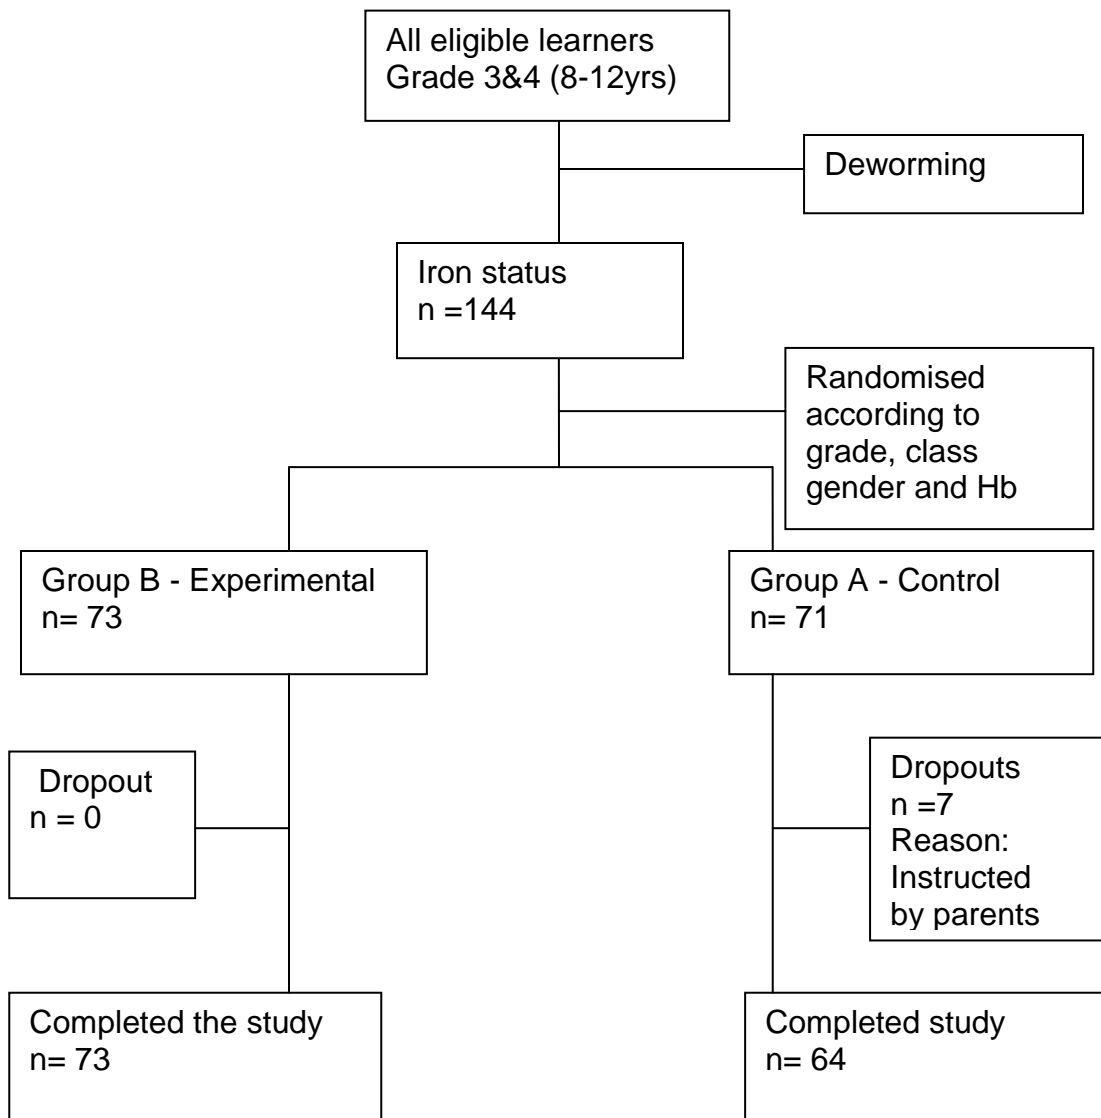 All eligible learners
Grade 3&4 (8-12yrs)
Deworming
Iron status
n =144
Randomised
according to
grade, class
gender and Hb
Group B - Experimental
n= 73
Group A - Control
n= 71
Dropout
n = 0
Dropouts
n =7
Reason:
Instructed
by parents
Completed the study
n= 73
Completed study
n= 64